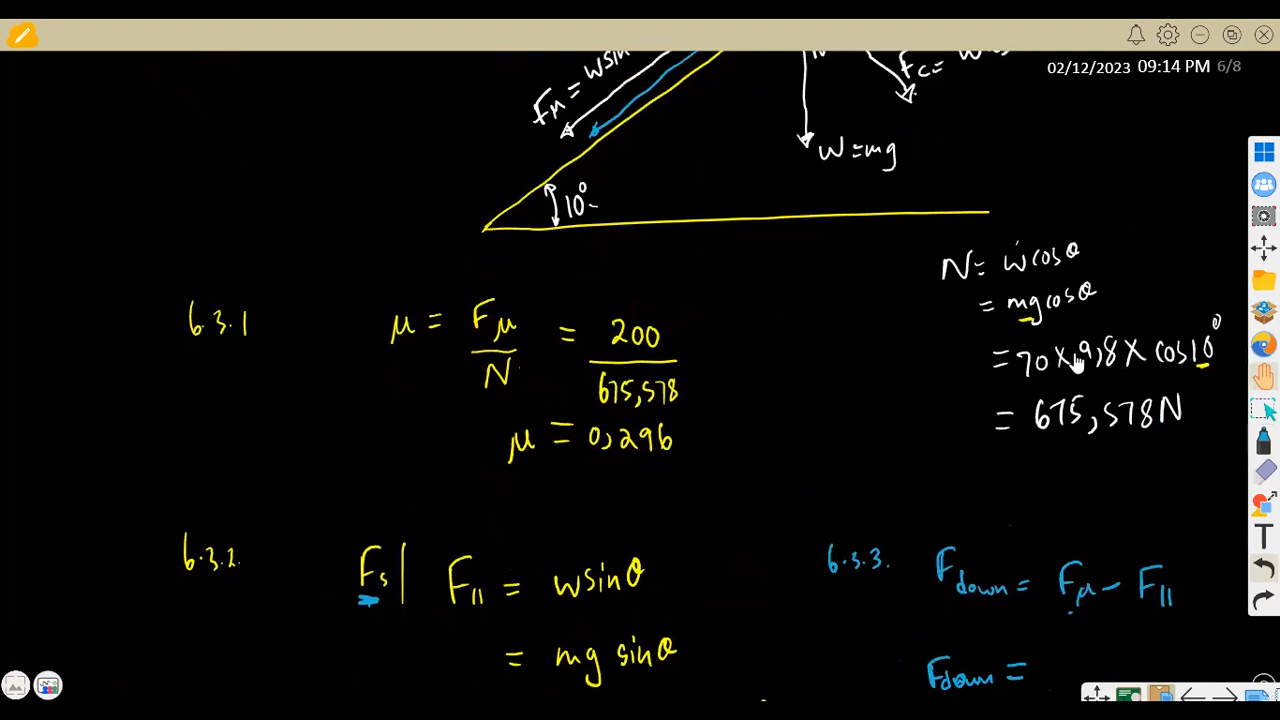 02/12/2023 09:14 PM 6/8
Fμ = wsin
Fc =
W = mg
10°
N = wcosθ
= mgcosθ
= 70 × 9,8 × cos10°
= 675,578N
6.3.1 μ = Fμ / N = 200 / 675,578
μ = 0,296
6.3.2. Fs | F|| = wsinθ
= mg sinθ
6.3.3. Fdown = Fμ – F||
Fdown =
T